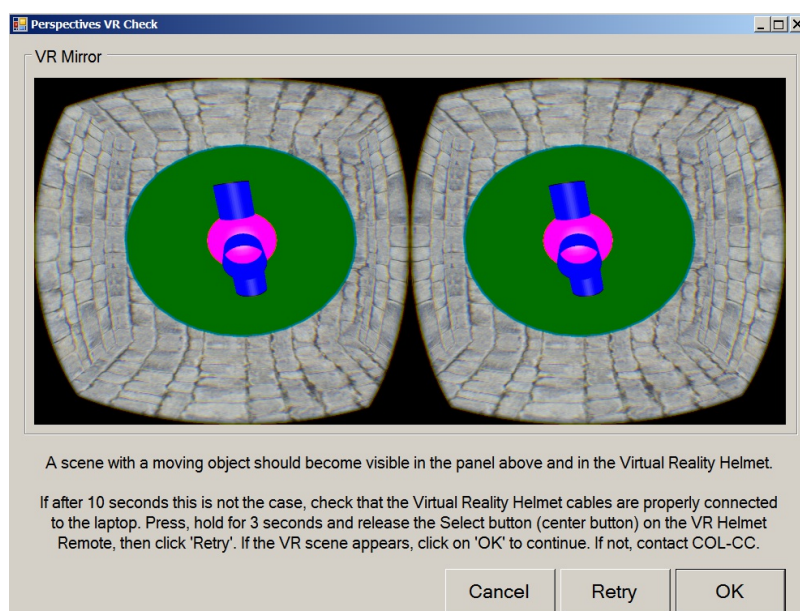 Perspectives VR Check
VR Mirror
A scene with a moving object should become visible in the panel above and in the Virtual Reality Helmet.
If after 10 seconds this is not the case, check that the Virtual Reality Helmet cables are properly connected
to the laptop. Press, hold for 3 seconds and release the Select button (center button) on the VR Helmet
Remote, then click 'Retry'. If the VR scene appears, click on 'OK' to continue. If not, contact COL-CC.
Cancel Retry OK